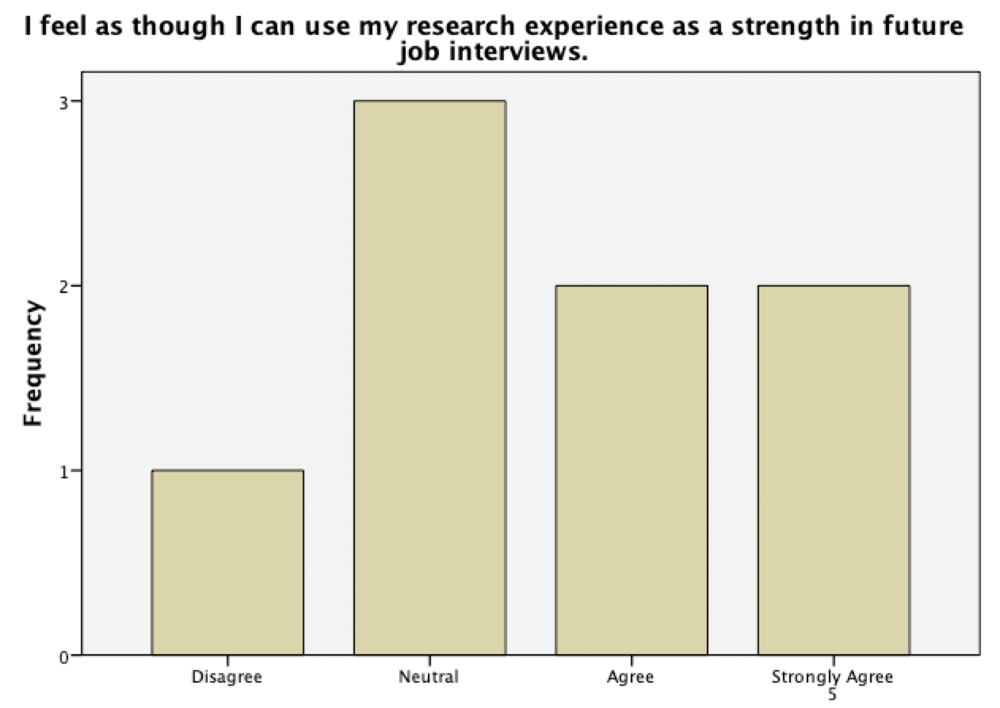 I feel as though I can use my research experience as a strength in future
job interviews.
Frequency
3
2
1
0
Disagree
Neutral
Agree
Strongly Agree
5